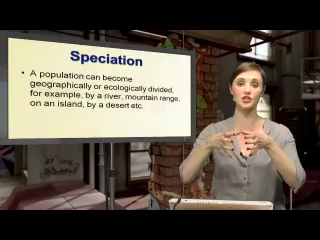 Speciation
• A population can become
geographically or ecologically divided,
for example, by a river, mountain range,
on an island, by a desert etc.